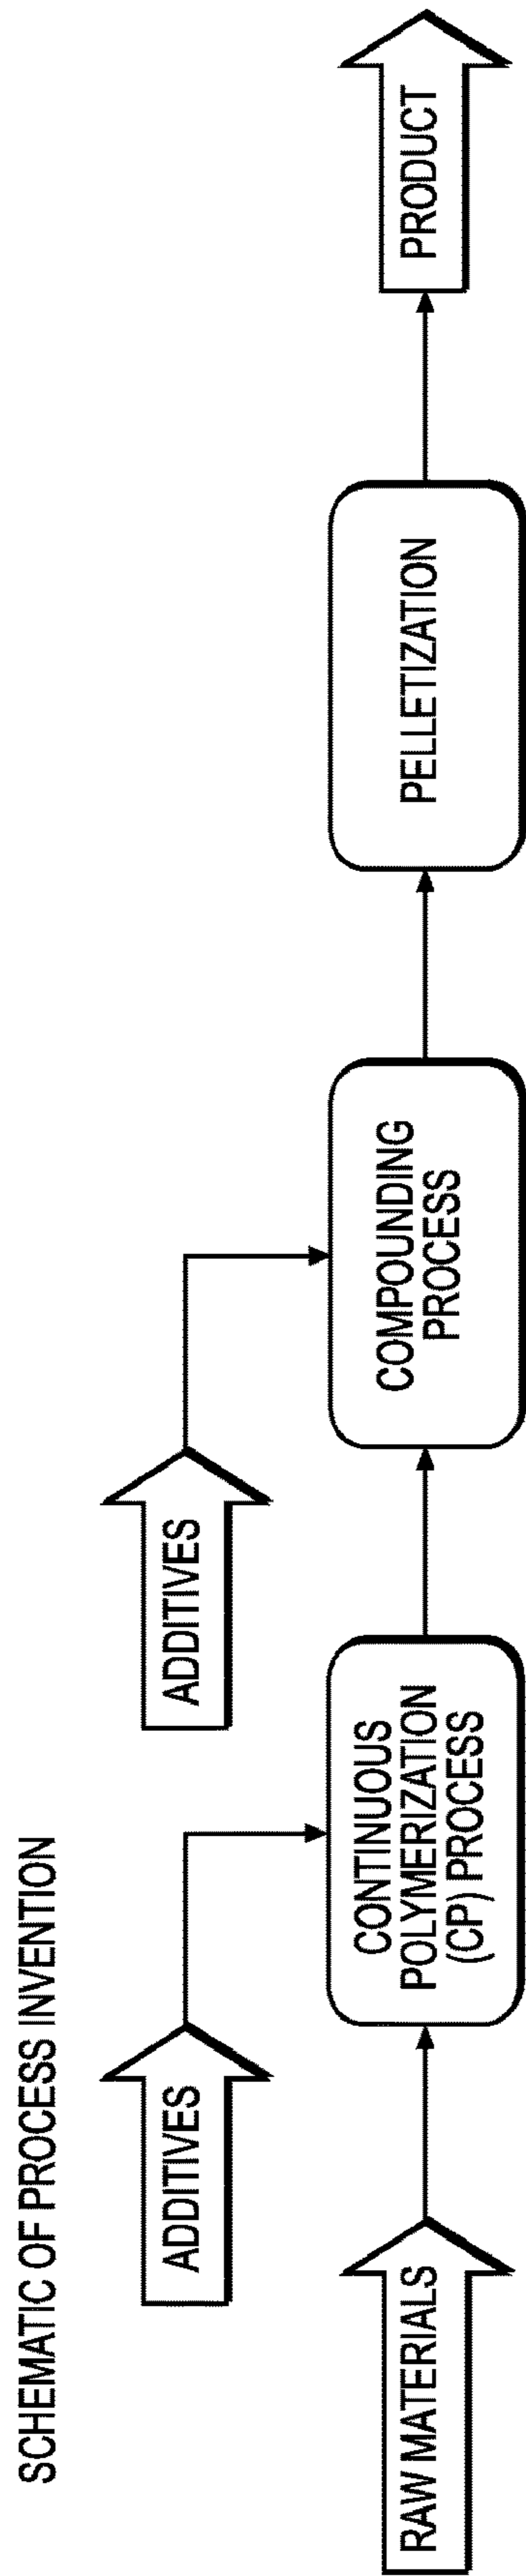 SCHEMATIC OF PROCESS INVENTION
ADDITIVES
ADDITIVES
RAW MATERIALS
CONTINUOUS
POLYMERIZATION
(CP) PROCESS
COMPOUNDING
PROCESS
PELLETIZATION
PRODUCT